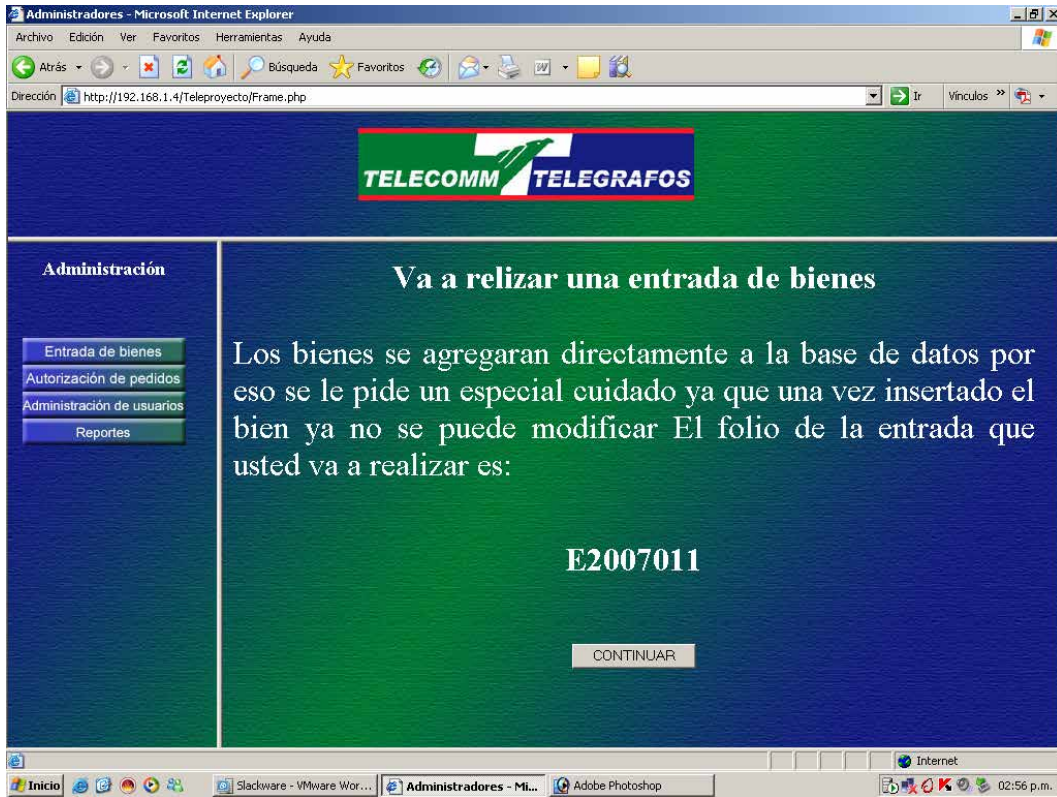 Administradores - Microsoft Internet Explorer
Archivo Edición Ver Favoritos Herramientas Ayuda
Atrás Búsqueda Favoritos
Dirección http://192.168.1.4/Teleproyecto/Frame.php Ir Vínculos »
TELECOMM TELEGRAFOS
Administración
Entrada de bienes
Autorización de pedidos
Administración de usuarios
Reportes
Va a relizar una entrada de bienes
Los bienes se agregaran directamente a la base de datos por
eso se le pide un especial cuidado ya que una vez insertado el
bien ya no se puede modificar El folio de la entrada que
usted va a realizar es:
E2007011
CONTINUAR
Internet
Inicio Slackware - VMware Wor... Administradores - Mi... Adobe Photoshop 02:56 p.m.